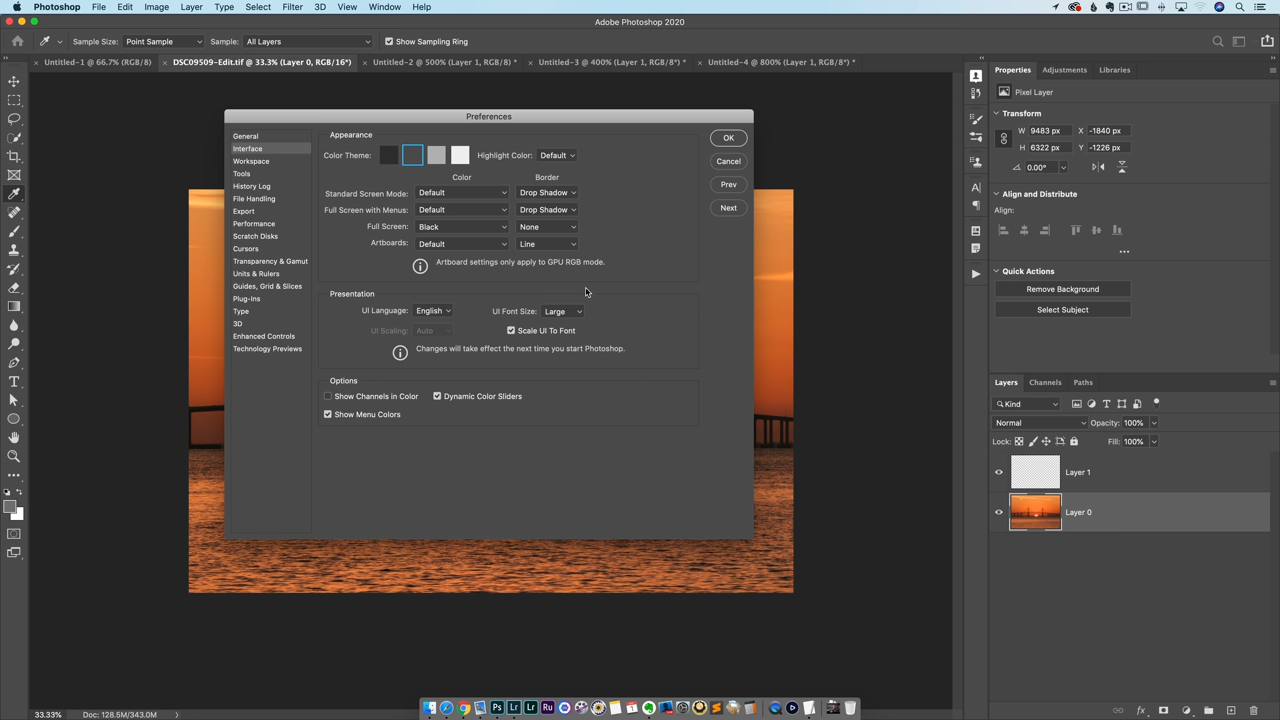 Photoshop File Edit Image Layer Type Select Filter 3D View Window Help
Adobe Photoshop 2020
Sample Size: Point Sample Sample: All Layers Show Sampling Ring
× Untitled-1 @ 66.7% (RGB/8) × DSC09509-Edit.tif @ 33.3% (Layer 0, RGB/16*) × Untitled-2 @ 500% (Layer 1, RGB/8) * × Untitled-3 @ 400% (Layer 1, RGB/8*) * × Untitled-4 @ 800% (Layer 1, RGB/8*) *
Preferences
General
Interface
Workspace
Tools
History Log
File Handling
Export
Performance
Scratch Disks
Cursors
Transparency & Gamut
Units & Rulers
Guides, Grid & Slices
Plug-Ins
Type
3D
Enhanced Controls
Technology Previews
Appearance
Color Theme: Highlight Color: Default
Color Border
Standard Screen Mode: Default Drop Shadow
Full Screen with Menus: Default Drop Shadow
Full Screen: Black None
Artboards: Default Line
Artboard settings only apply to GPU RGB mode.
Presentation
UI Language: English UI Font Size: Large
UI Scaling: Auto Scale UI To Font
Changes will take effect the next time you start Photoshop.
Options
Show Channels in Color Dynamic Color Sliders
Show Menu Colors
OK
Cancel
Prev
Next
Properties Adjustments Libraries
Pixel Layer
Transform
W 9483 px X -1840 px
H 6322 px Y -1226 px
0.00°
Align and Distribute
Align:
Quick Actions
Remove Background
Select Subject
Layers Channels Paths
Kind
Normal Opacity: 100%
Lock: Fill: 100%
Layer 1
Layer 0
33.33% Doc: 128.5M/343.0M
Ps Lr Lr Ru